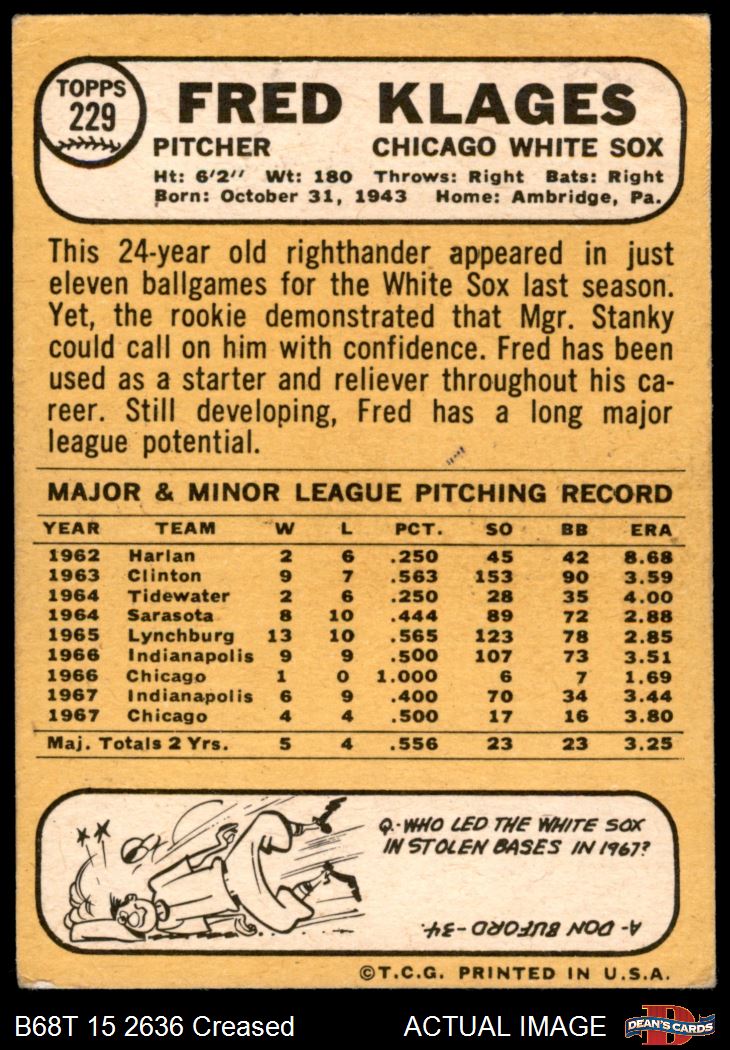 TOPPS
229
FRED KLAGES
PITCHER CHICAGO WHITE SOX
Ht: 6'2" Wt: 180 Throws: Right Bats: Right
Born: October 31, 1943 Home: Ambridge, Pa.
This 24-year old righthander appeared in just
eleven ballgames for the White Sox last season.
Yet, the rookie demonstrated that Mgr. Stanky
could call on him with confidence. Fred has been
used as a starter and reliever throughout his ca-
reer. Still developing, Fred has a long major
league potential.
MAJOR & MINOR LEAGUE PITCHING RECORD
YEAR TEAM W L PCT. SO BB ERA
1962 Harlan 2 6 .250 45 42 8.68
1963 Clinton 9 7 .563 153 90 3.59
1964 Tidewater 2 6 .250 28 35 4.00
1964 Sarasota 8 10 .444 89 72 2.88
1965 Lynchburg 13 10 .565 123 78 2.85
1966 Indianapolis 9 9 .500 107 73 3.51
1966 Chicago 1 0 1.000 6 7 1.69
1967 Indianapolis 6 9 .400 70 34 3.44
1967 Chicago 4 4 .500 17 16 3.80
Maj. Totals 2 Yrs. 5 4 .556 23 23 3.25
Q.-WHO LED THE WHITE SOX
IN STOLEN BASES IN 1967?
A-DON BUFORD-34.
©T.C.G. PRINTED IN U.S.A.
B68T 15 2636 Creased ACTUAL IMAGE
D
DEAN'S CARDS